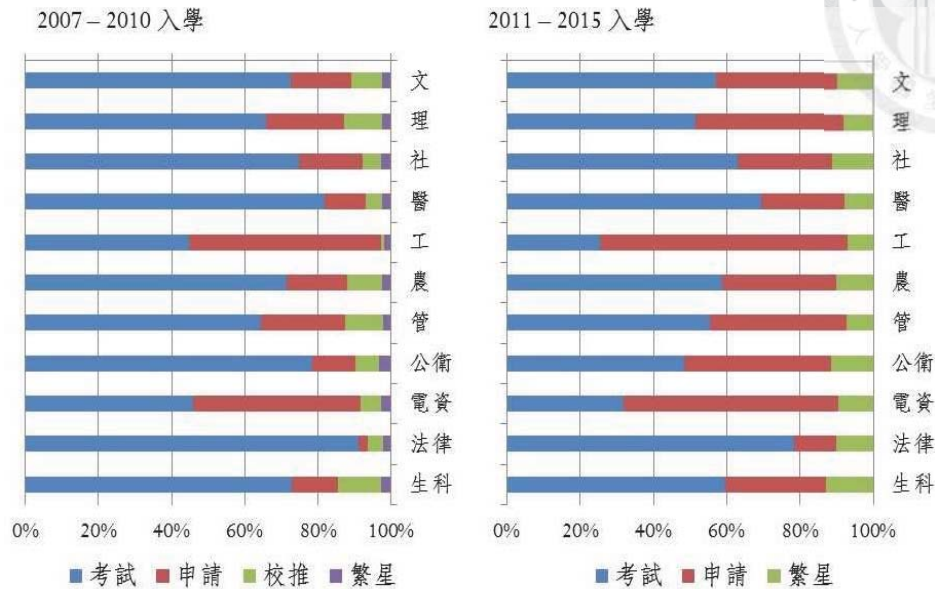 2007 – 2010 入學
文
理
社
醫
工
農
管
公衛
電資
法律
生科
0% 20% 40% 60% 80% 100%
考試 申請 校推 繁星
2011 – 2015 入學
文
理
社
醫
工
農
管
公衛
電資
法律
生科
0% 20% 40% 60% 80% 100%
考試 申請 繁星